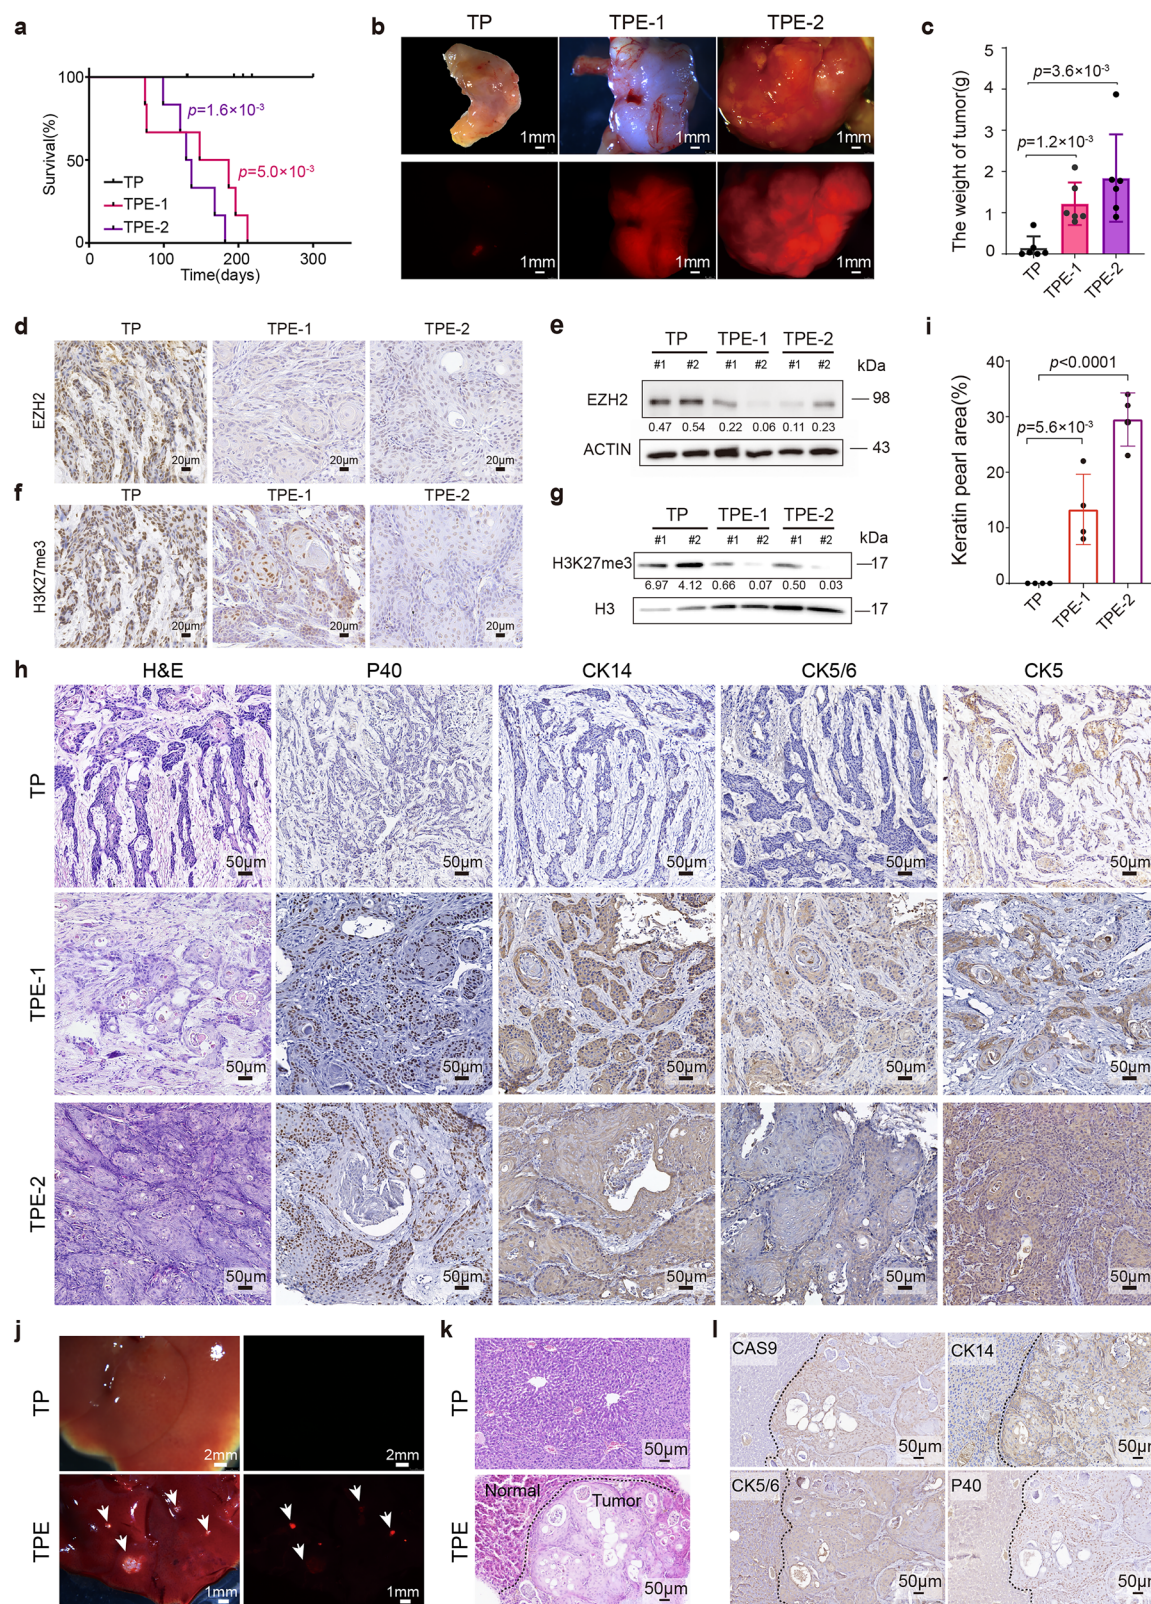 a
100
50
0
Survival(%)
p=1.6×10⁻³
p=5.0×10⁻³
TP
TPE-1
TPE-2
0 100 200 300
Time(days)
b
TP TPE-1 TPE-2
1mm 1mm 1mm
1mm 1mm 1mm
c
The weight of tumor(g)
5
4
3
2
1
0
p=3.6×10⁻³
p=1.2×10⁻³
TP TPE-1 TPE-2
d
TP TPE-1 TPE-2
EZH2
20μm 20μm 20μm
e
TP TPE-1 TPE-2
#1 #2 #1 #2 #1 #2 kDa
EZH2 98
0.47 0.54 0.22 0.06 0.11 0.23
ACTIN 43
f
TP TPE-1 TPE-2
H3K27me3
20μm 20μm 20μm
g
TP TPE-1 TPE-2
#1 #2 #1 #2 #1 #2 kDa
H3K27me3 17
6.97 4.12 0.66 0.07 0.50 0.03
H3 17
i
Keratin pearl area(%)
40
30
20
10
0
p<0.0001
p=5.6×10⁻³
TP TPE-1 TPE-2
h
H&E P40 CK14 CK5/6 CK5
TP
50μm 50μm 50μm 50μm 50μm
TPE-1
50μm 50μm 50μm 50μm 50μm
TPE-2
50μm 50μm 50μm 50μm 50μm
j
TP
2mm 2mm
TPE
1mm 1mm
k
TP
50μm
TPE
Normal Tumor
50μm
l
CAS9 CK14
50μm 50μm
CK5/6 P40
50μm 50μm